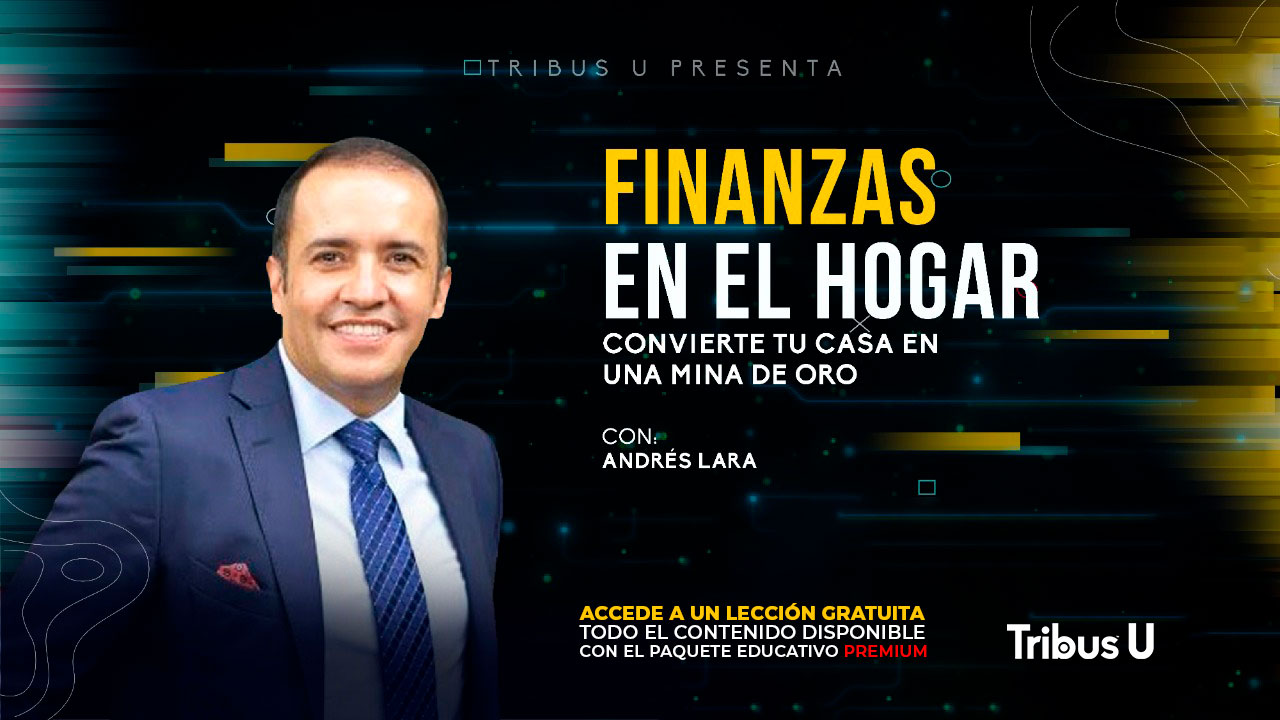 TRIBUS U PRESENTA
FINANZAS
EN EL HOGAR
CONVIERTE TU CASA EN
UNA MINA DE ORO
CON:
ANDRÉS LARA
ACCEDE A UN LECCIÓN GRATUITA
TODO EL CONTENIDO DISPONIBLE
CON EL PAQUETE EDUCATIVO PREMIUM
Tribus U